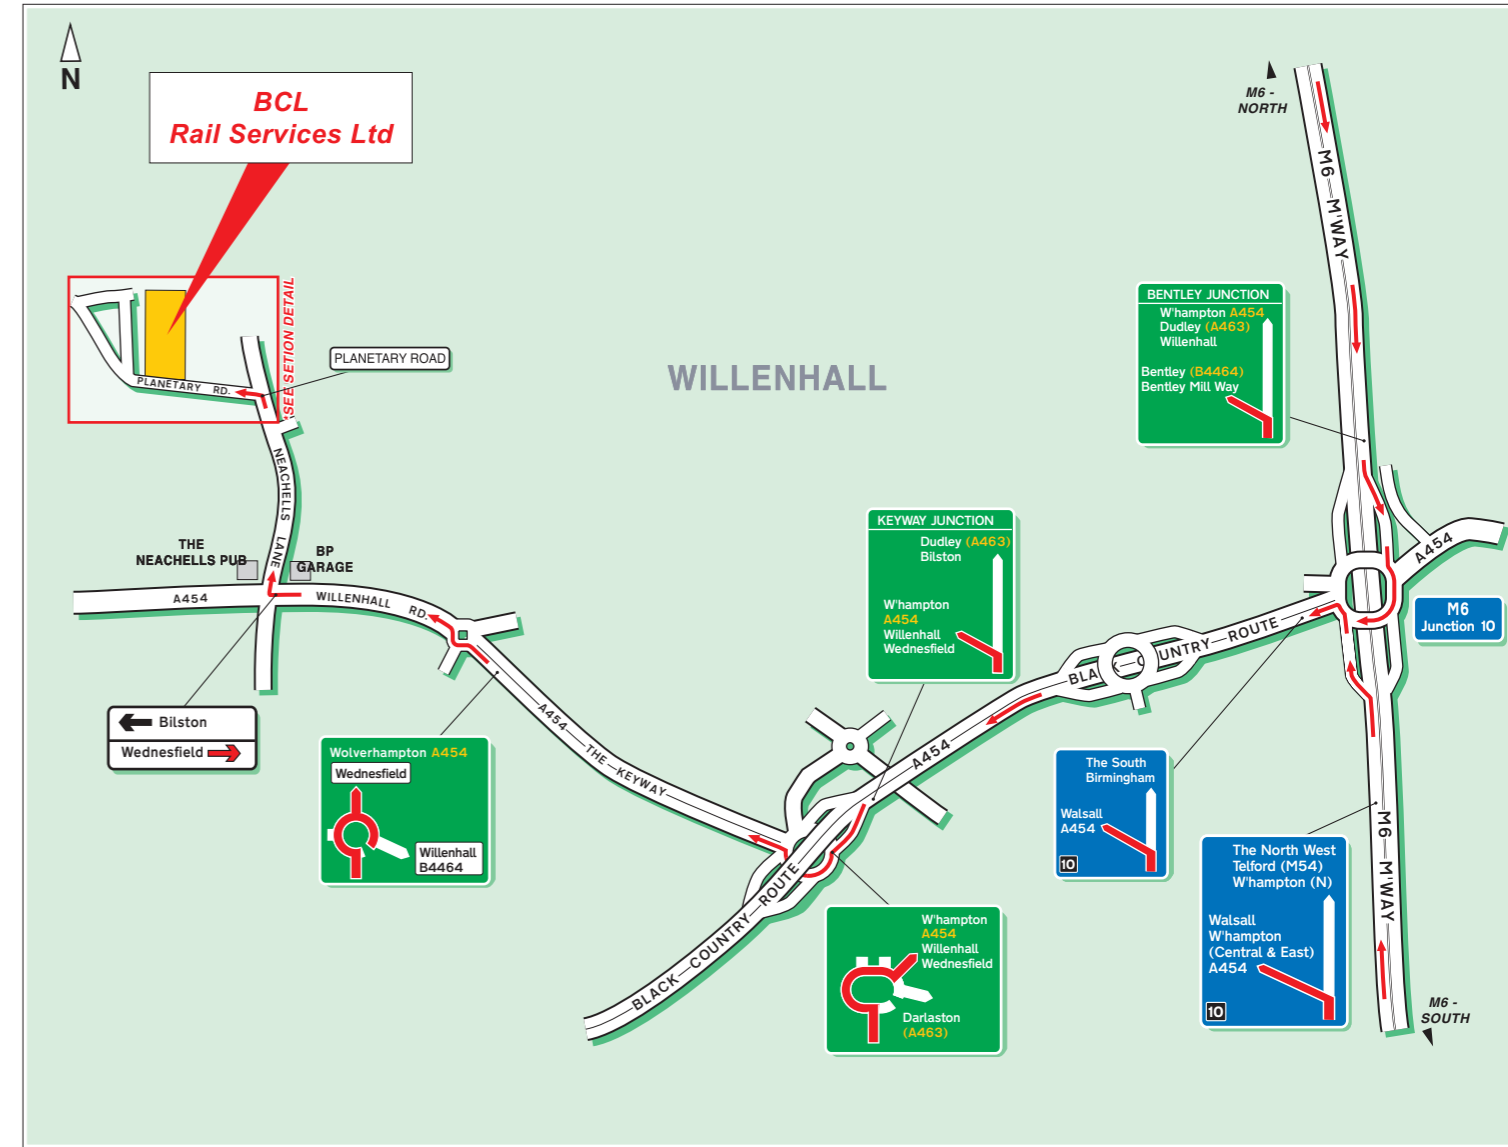 N
BCL
Rail Services Ltd
M6 -
NORTH
M6 M'WAY
SEE SETION DETAIL
PLANETARY ROAD
PLANETARY RD.
WILLENHALL
BENTLEY JUNCTION
W'hampton A454
Dudley (A463)
Willenhall
Bentley (B4464)
Bentley Mill Way
NEACHELLS LANE
THE
NEACHELLS PUB
BP
GARAGE
A454
WILLENHALL RD.
KEYWAY JUNCTION
Dudley (A463)
Bilston
W'hampton
A454
Willenhall
Wednesfield
A454
M6
Junction 10
UNTRY ROUTE
A454
Bilston
Wednesfield
A454 THE KEYWAY
Wolverhampton A454
Wednesfield
Willenhall
B4464
The South
Birmingham
Walsall
A454
10
The North West
Telford (M54)
W'hampton (N)
Walsall
W'hampton
(Central & East)
A454
10
M6 M'WAY
BLACK COUNTRY ROUTE
W'hampton
A454
Willenhall
Wednesfield
Darlaston
(A463)
M6 -
SOUTH